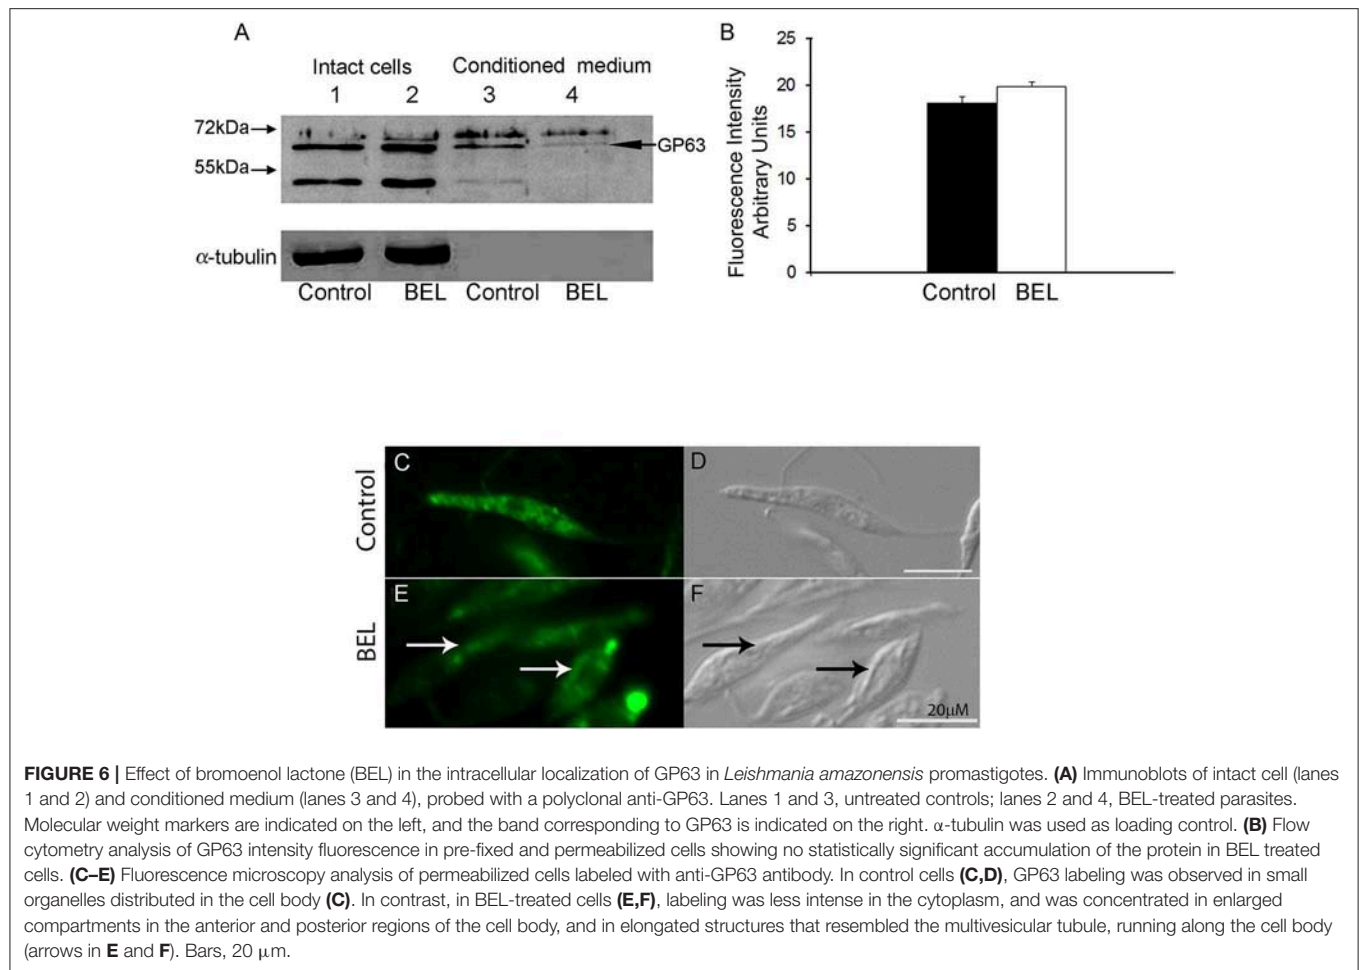 A
Intact cells Conditioned medium
1 2 3 4
72kDa→
GP63
55kDa→
α-tubulin
Control BEL Control BEL
B
Fluorescence Intensity
Arbitrary Units
25
20
15
10
5
0
Control BEL
Control
C
D
BEL
E
F
20µM
FIGURE 6 | Effect of bromoenol lactone (BEL) in the intracellular localization of GP63 in Leishmania amazonensis promastigotes. (A) Immunoblots of intact cell (lanes
1 and 2) and conditioned medium (lanes 3 and 4), probed with a polyclonal anti-GP63. Lanes 1 and 3, untreated controls; lanes 2 and 4, BEL-treated parasites.
Molecular weight markers are indicated on the left, and the band corresponding to GP63 is indicated on the right. α-tubulin was used as loading control. (B) Flow
cytometry analysis of GP63 intensity fluorescence in pre-fixed and permeabilized cells showing no statistically significant accumulation of the protein in BEL treated
cells. (C–E) Fluorescence microscopy analysis of permeabilized cells labeled with anti-GP63 antibody. In control cells (C,D), GP63 labeling was observed in small
organelles distributed in the cell body (C). In contrast, in BEL-treated cells (E,F), labeling was less intense in the cytoplasm, and was concentrated in enlarged
compartments in the anterior and posterior regions of the cell body, and in elongated structures that resembled the multivesicular tubule, running along the cell body
(arrows in E and F). Bars, 20 µm.